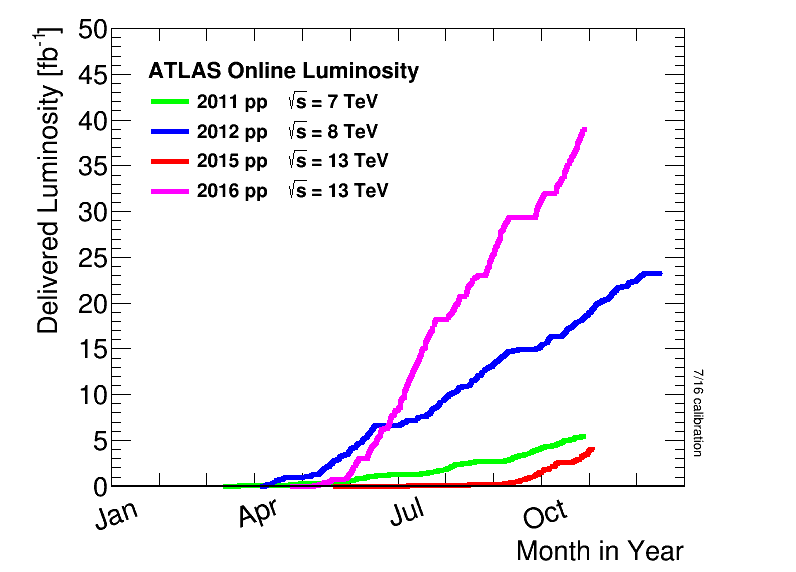 Delivered Luminosity [fb⁻¹]
50
45
40
35
30
25
20
15
10
5
0
ATLAS Online Luminosity
2011 pp √s = 7 TeV
2012 pp √s = 8 TeV
2015 pp √s = 13 TeV
2016 pp √s = 13 TeV
7/16 calibration
Jan Apr Jul Oct
Month in Year